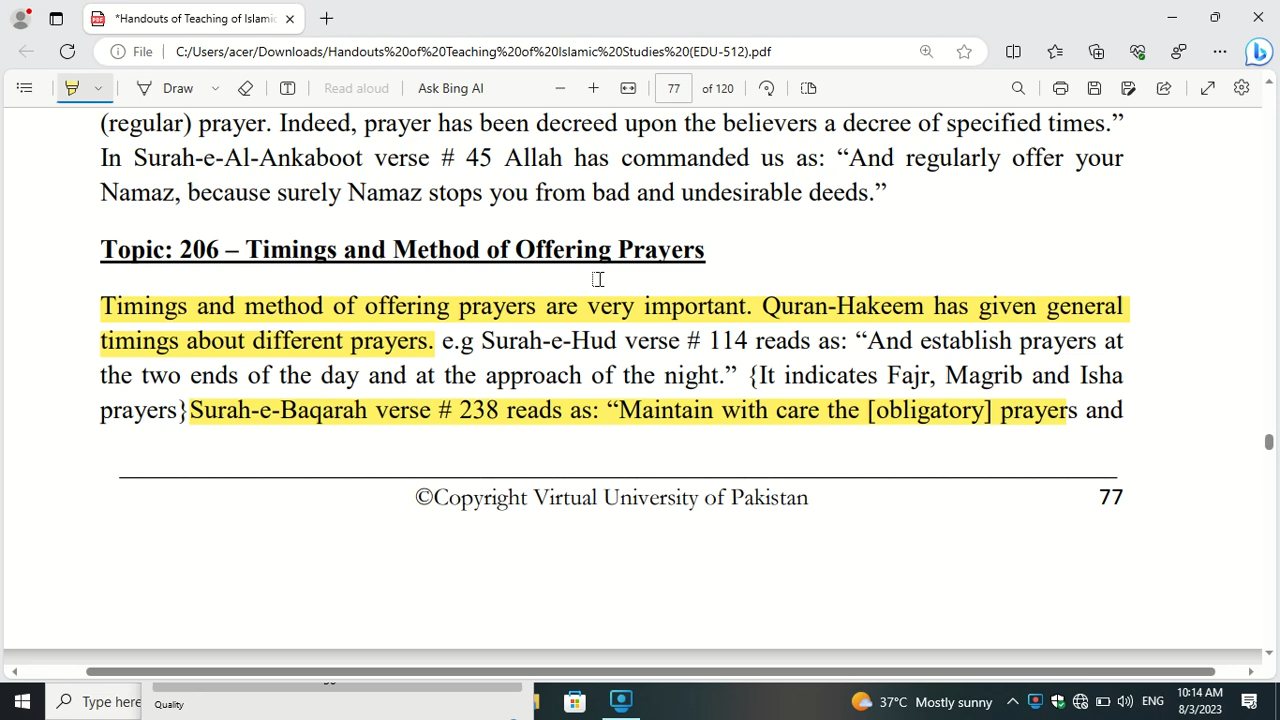 *Handouts of Teaching of Islamic
File
C:/Users/acer/Downloads/Handouts%20of%20Teaching%20of%20Islamic%20Studies%20(EDU-512).pdf
Draw
Read aloud
Ask Bing AI
77 of 120
(regular) prayer. Indeed, prayer has been decreed upon the believers a decree of specified times.”
In Surah-e-Al-Ankaboot verse # 45 Allah has commanded us as: “And regularly offer your
Namaz, because surely Namaz stops you from bad and undesirable deeds.”
Topic: 206 – Timings and Method of Offering Prayers
Timings and method of offering prayers are very important. Quran-Hakeem has given general
timings about different prayers. e.g Surah-e-Hud verse # 114 reads as: “And establish prayers at
the two ends of the day and at the approach of the night.” {It indicates Fajr, Magrib and Isha
prayers}Surah-e-Baqarah verse # 238 reads as: “Maintain with care the [obligatory] prayers and
©Copyright Virtual University of Pakistan 77
Type here
Quality
37°C Mostly sunny
ENG
10:14 AM
8/3/2023